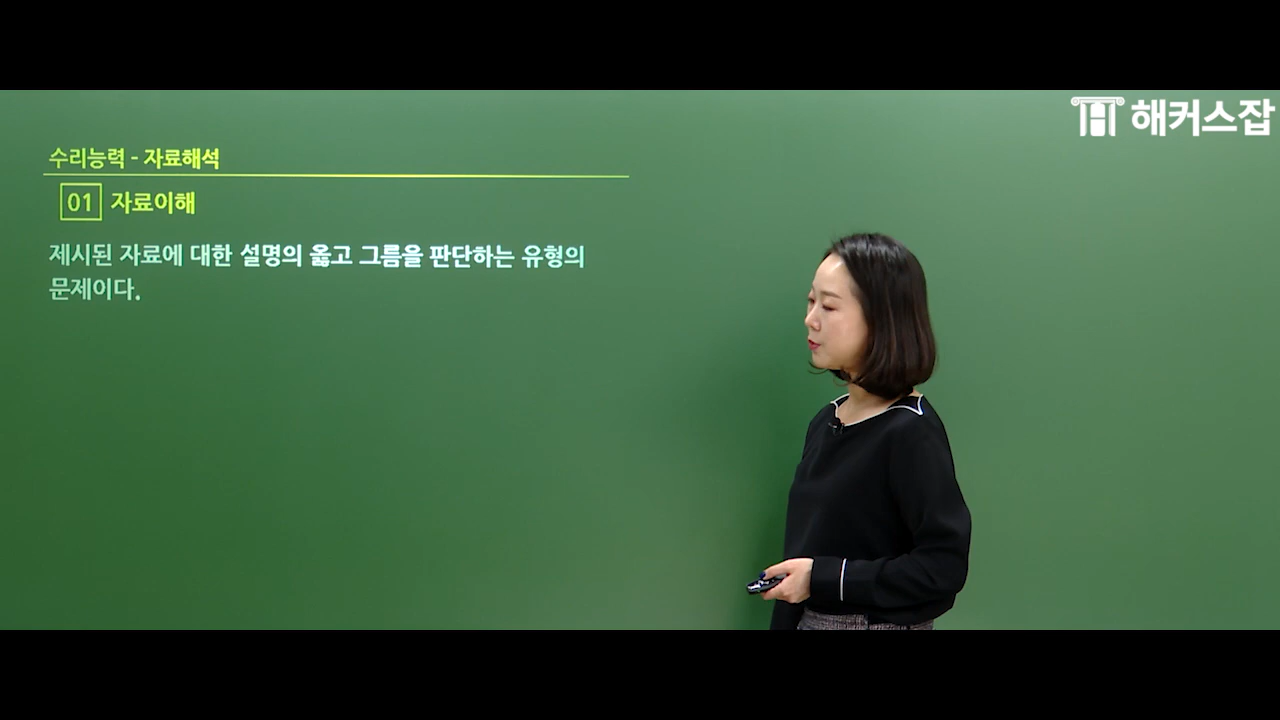 해커스잡
수리능력 - 자료해석
01 자료이해
제시된 자료에 대한 설명의 옳고 그름을 판단하는 유형의
문제이다.